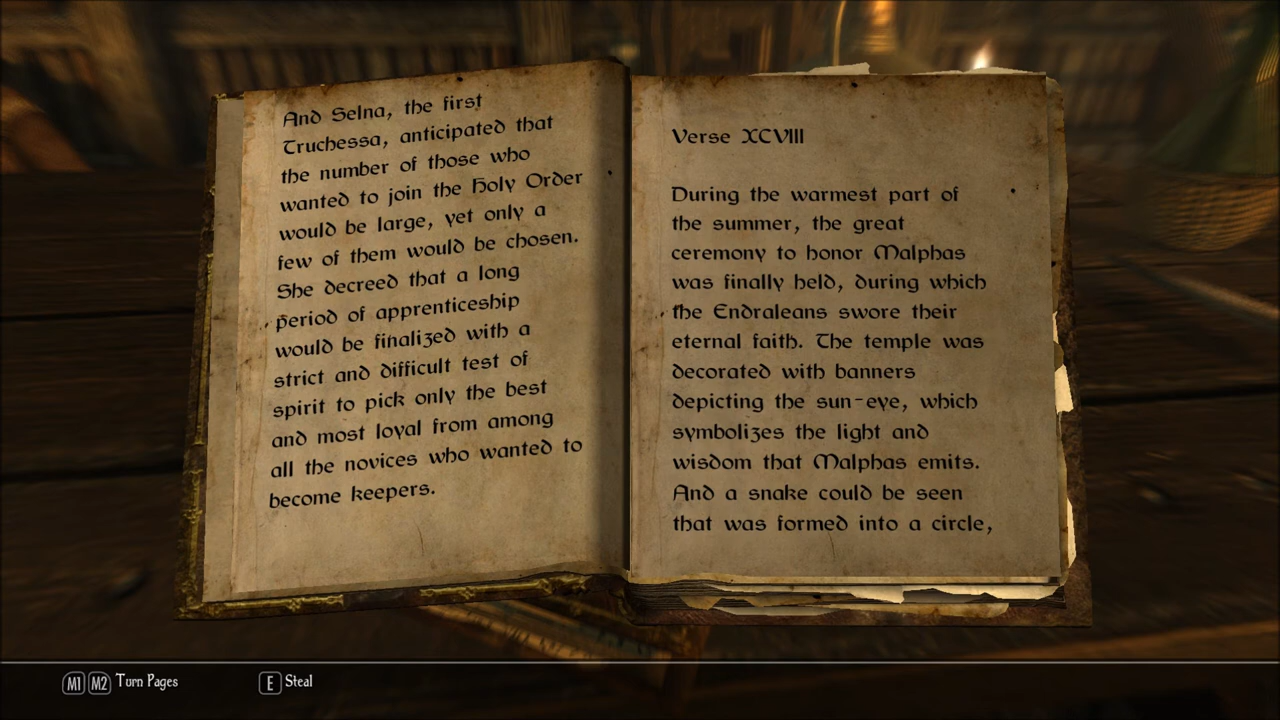 And Selna, the first
Truchessa, anticipated that
the number of those who
wanted to join the Holy Order
would be large, yet only a
few of them would be chosen.
She decreed that a long
period of apprenticeship
would be finalized with a
strict and difficult test of
spirit to pick only the best
and most loyal from among
all the novices who wanted to
become keepers.
Verse XCVIII
During the warmest part of
the summer, the great
ceremony to honor Malphas
was finally held, during which
the Endraleans swore their
eternal faith. The temple was
decorated with banners
depicting the sun-eye, which
symbolizes the light and
wisdom that Malphas emits.
And a snake could be seen
that was formed into a circle,
M1 M2 Turn Pages
E Steal